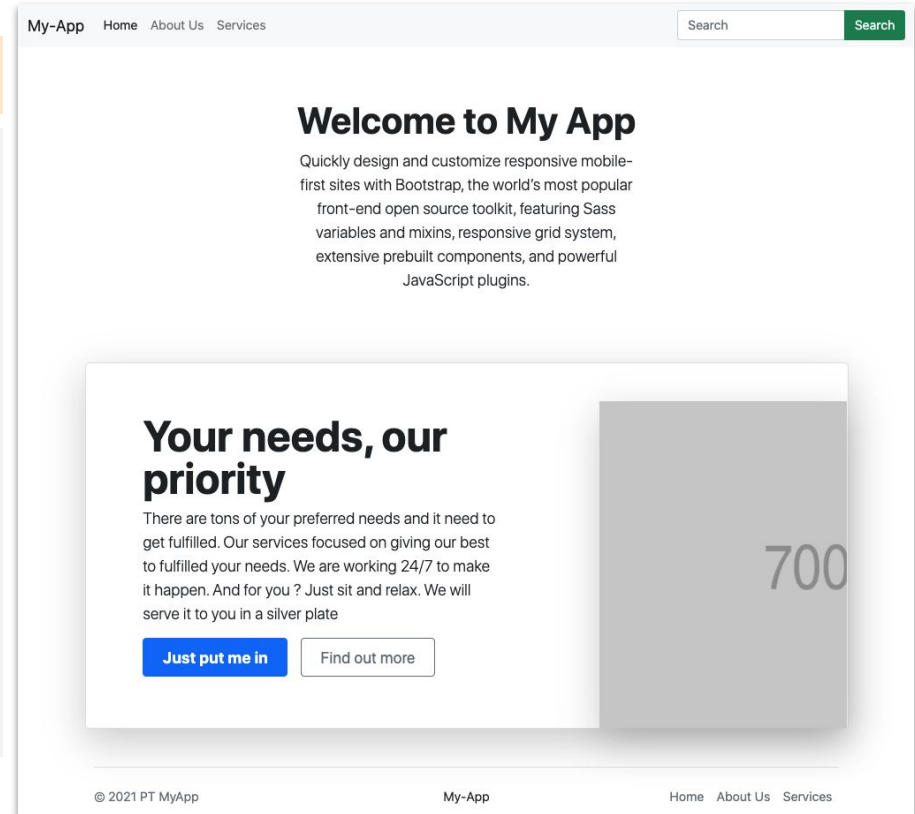 My-App Home About Us Services Search Search
Welcome to My App
Quickly design and customize responsive mobile-
first sites with Bootstrap, the world's most popular
front-end open source toolkit, featuring Sass
variables and mixins, responsive grid system,
extensive prebuilt components, and powerful
JavaScript plugins.
Your needs, our
priority
There are tons of your preferred needs and it need to
get fulfilled. Our services focused on giving our best
to fulfilled your needs. We are working 24/7 to make
it happen. And for you ? Just sit and relax. We will
serve it to you in a silver plate
Just put me in Find out more
700
© 2021 PT MyApp My-App Home About Us Services